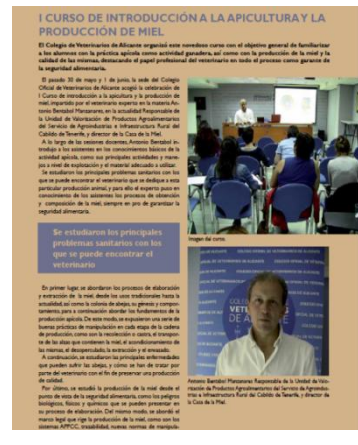 I CURSO DE INTRODUCCIÓN A LA APICULTURA Y LA
PRODUCCIÓN DE MIEL
El Colegio de Veterinarios de Alicante organizó este novedoso curso con el objetivo general de familiarizar
a los alumnos con la práctica apícola como actividad ganadera, así como con la producción de la miel y la
calidad de las mismas, destacando el papel profesional del veterinario en todo el proceso como garante de
la seguridad alimentaria.
El pasado 30 de mayo y 1 de junio, la sede del Colegio
Oficial de Veterinarios de Alicante acogió la celebración de
I Curso de introducción a la apicultura y la producción de
miel, impartido por el veterinario experto en la materia An-
tonio Bentabol Manzanares, en la actualidad Responsable de
la Unidad de Valorización de Productos Agroalimentarios
del Servicio de Agroindustrias e Infraestructura Rural del
Cabildo de Tenerife, y director de la Casa de la Miel.
A lo largo de las sesiones docentes, Antonio Bentabol in-
trodujo a los asistentes en los conocimientos básicos de la
actividad apícola, como sus principales actividades y mane-
jos a nivel de explotación y el material adecuado a utilizar.
Se estudiaron los principales problemas sanitarios con los
que se puede encontrar el veterinario que se dedique a esta
particular producción animal, y para ello el experto puso en
conocimiento de los asistentes los procesos de obtención
y composición de la miel, siempre en pro de garantizar la
seguridad alimentaria.
Se estudiaron los principales
problemas sanitarios con los
que se puede encontrar el
veterinario
Imagen del curso.
En primer lugar, se abordaron los procesos de elaboración
y extracción de la miel, desde los usos tradicionales hasta la
actualidad, así como la colonia de abejas, su génesis y compor-
tamiento, para a continuación abordar los fundamentos de la
producción apícola. De este modo, se expusieron una serie de
buenas prácticas de manipulación en cada etapa de la cadena
de producción, como son la recolección o castra, el transpor-
te de las alzas que contienen la miel, el acondicionamiento de
las mismas, el desoperculado, la extracción y el envasado.
A continuación, se estudiaron las principales enfermedades
que pueden sufrir las abejas, y cómo se han de tratar por
parte del veterinario con el fin de preservar una producción
de calidad.
Por último, se estudió la producción de la miel desde el
punto de vista de la seguridad alimentaria, como los peligros
biológicos, físicos y químicos que se pueden presentar en
su proceso de elaboración. Del mismo modo, se abordó el
marco legal que rige la producción de miel, como son los
sistemas APPCC, trazabilidad, nuevas normas de manipula-
VETERINA
DE A
Antonio Bentabol Manzanares Responsable de la Unidad de Valo-
rización de Productos Agroalimentarios del Servicio de Agroindus-
trias e Infraestructura Rural del Cabildo de Tenerife, y director de
la Casa de la Miel.